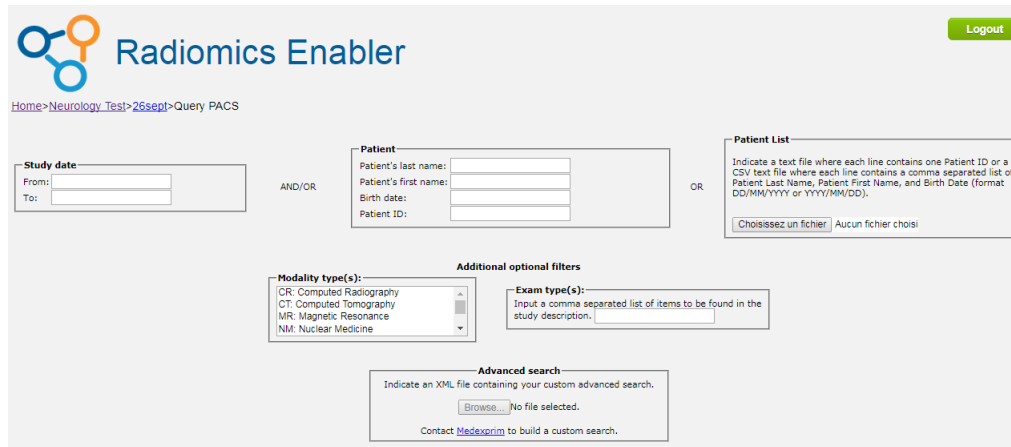 Logout
Radiomics Enabler
Home>Neurology Test>26sept>Query PACS
Study date
From:
To:
AND/OR
Patient
Patient's last name:
Patient's first name:
Birth date:
Patient ID:
OR
Patient List
Indicate a text file where each line contains one Patient ID or a
CSV text file where each line contains a comma separated list of
Patient Last Name, Patient First Name, and Birth Date (format
DD/MM/YYYY or YYYY/MM/DD).
Choisissez un fichier Aucun fichier choisi
Additional optional filters
Modality type(s):
CR: Computed Radiography
CT: Computed Tomography
MR: Magnetic Resonance
NM: Nuclear Medicine
Exam type(s):
Input a comma separated list of items to be found in the
study description.
Advanced search
Indicate an XML file containing your custom advanced search.
Browse... No file selected.
Contact Medexprim to build a custom search.